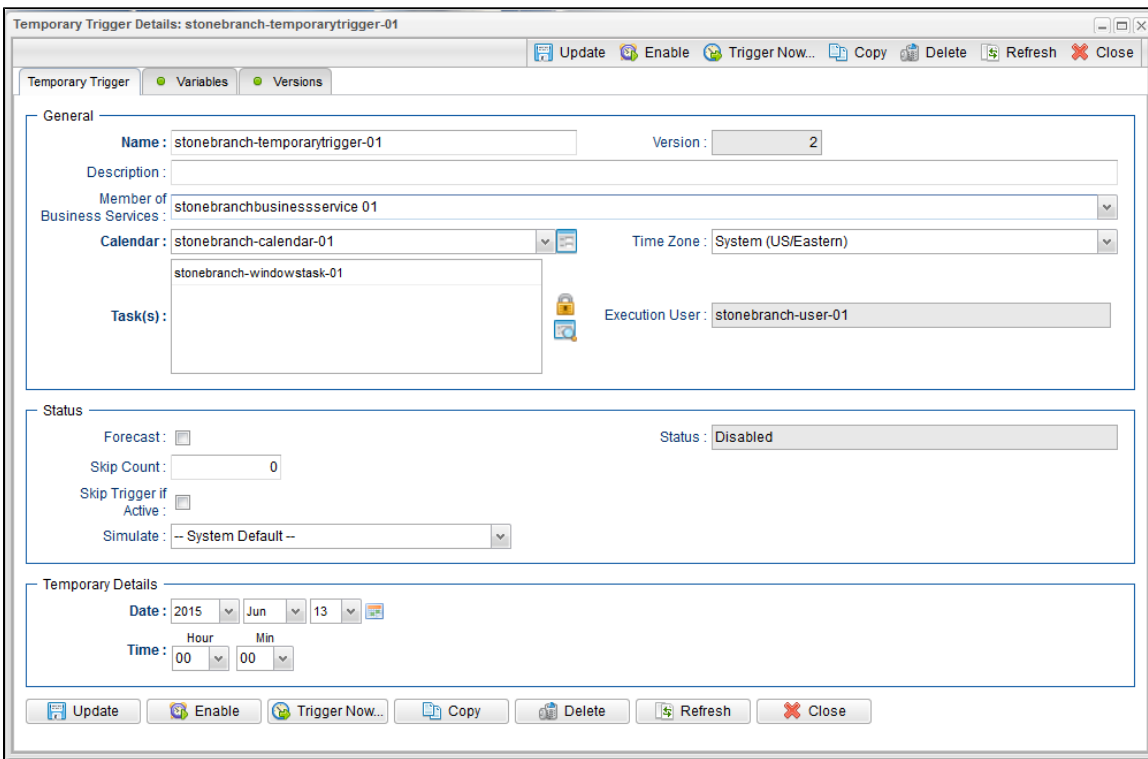 Temporary Trigger Details: stonebranch-temporarytrigger-01
Update Enable Trigger Now... Copy Delete Refresh Close
Temporary Trigger Variables Versions
General
Name : stonebranch-temporarytrigger-01 Version : 2
Description :
Member of
Business Services : stonebranchbusinessservice 01
Calendar : stonebranch-calendar-01 Time Zone : System (US/Eastern)
stonebranch-windowstask-01
Task(s) : Execution User : stonebranch-user-01
Status
Forecast : Status : Disabled
Skip Count : 0
Skip Trigger if
Active :
Simulate : -- System Default --
Temporary Details
Date : 2015 Jun 13
Hour Min
Time : 00 00
Update Enable Trigger Now... Copy Delete Refresh Close